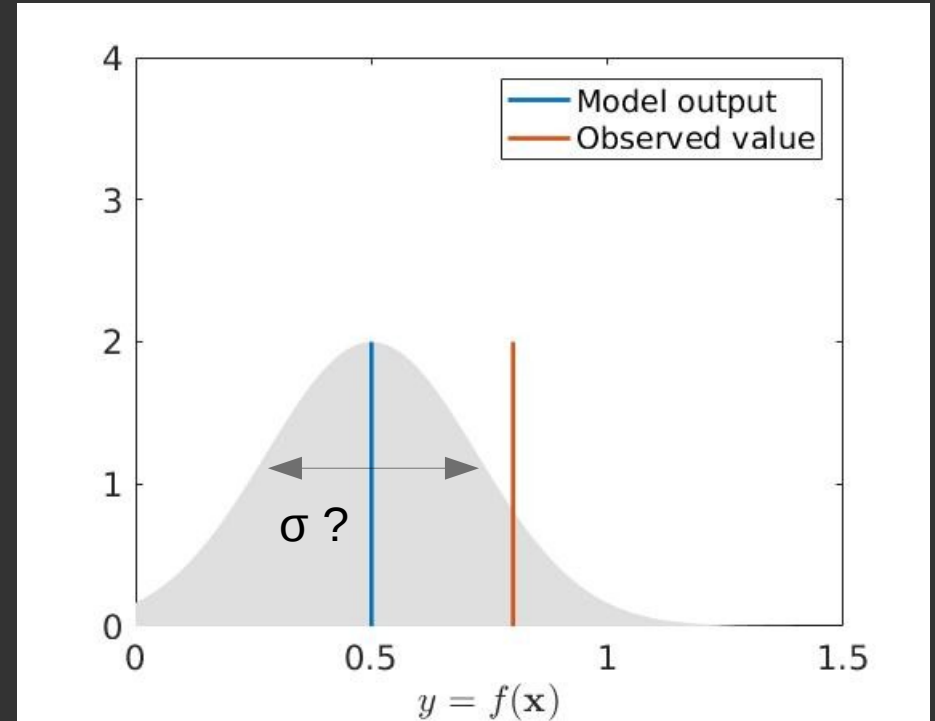 4
3
2
1
0
Model output
Observed value
σ ?
0 0.5 1 1.5
y = f(x)